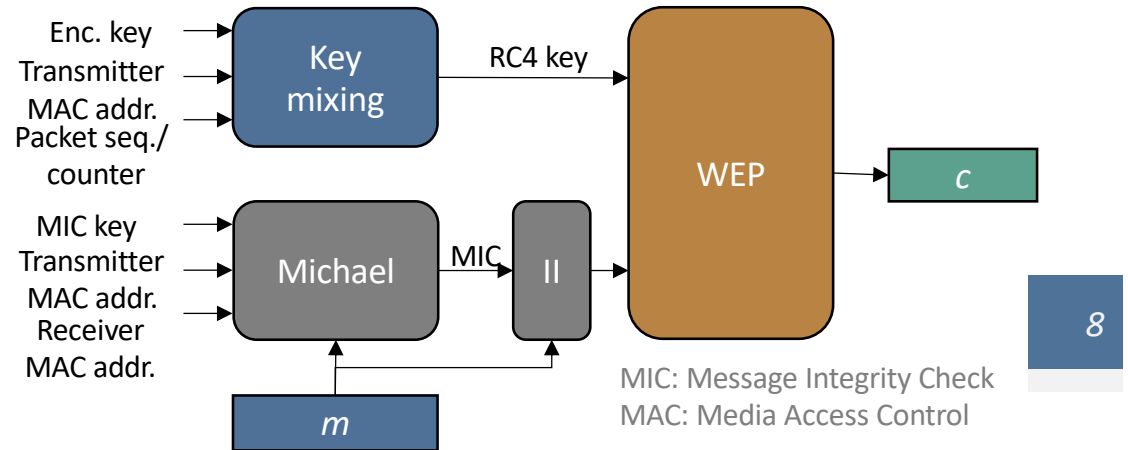 Enc. key
Transmitter
MAC addr.
Packet seq./
counter
Key
mixing
RC4 key
WEP
c
MIC key
Transmitter
MAC addr.
Receiver
MAC addr.
Michael
MIC
II
m
MIC: Message Integrity Check
MAC: Media Access Control
8